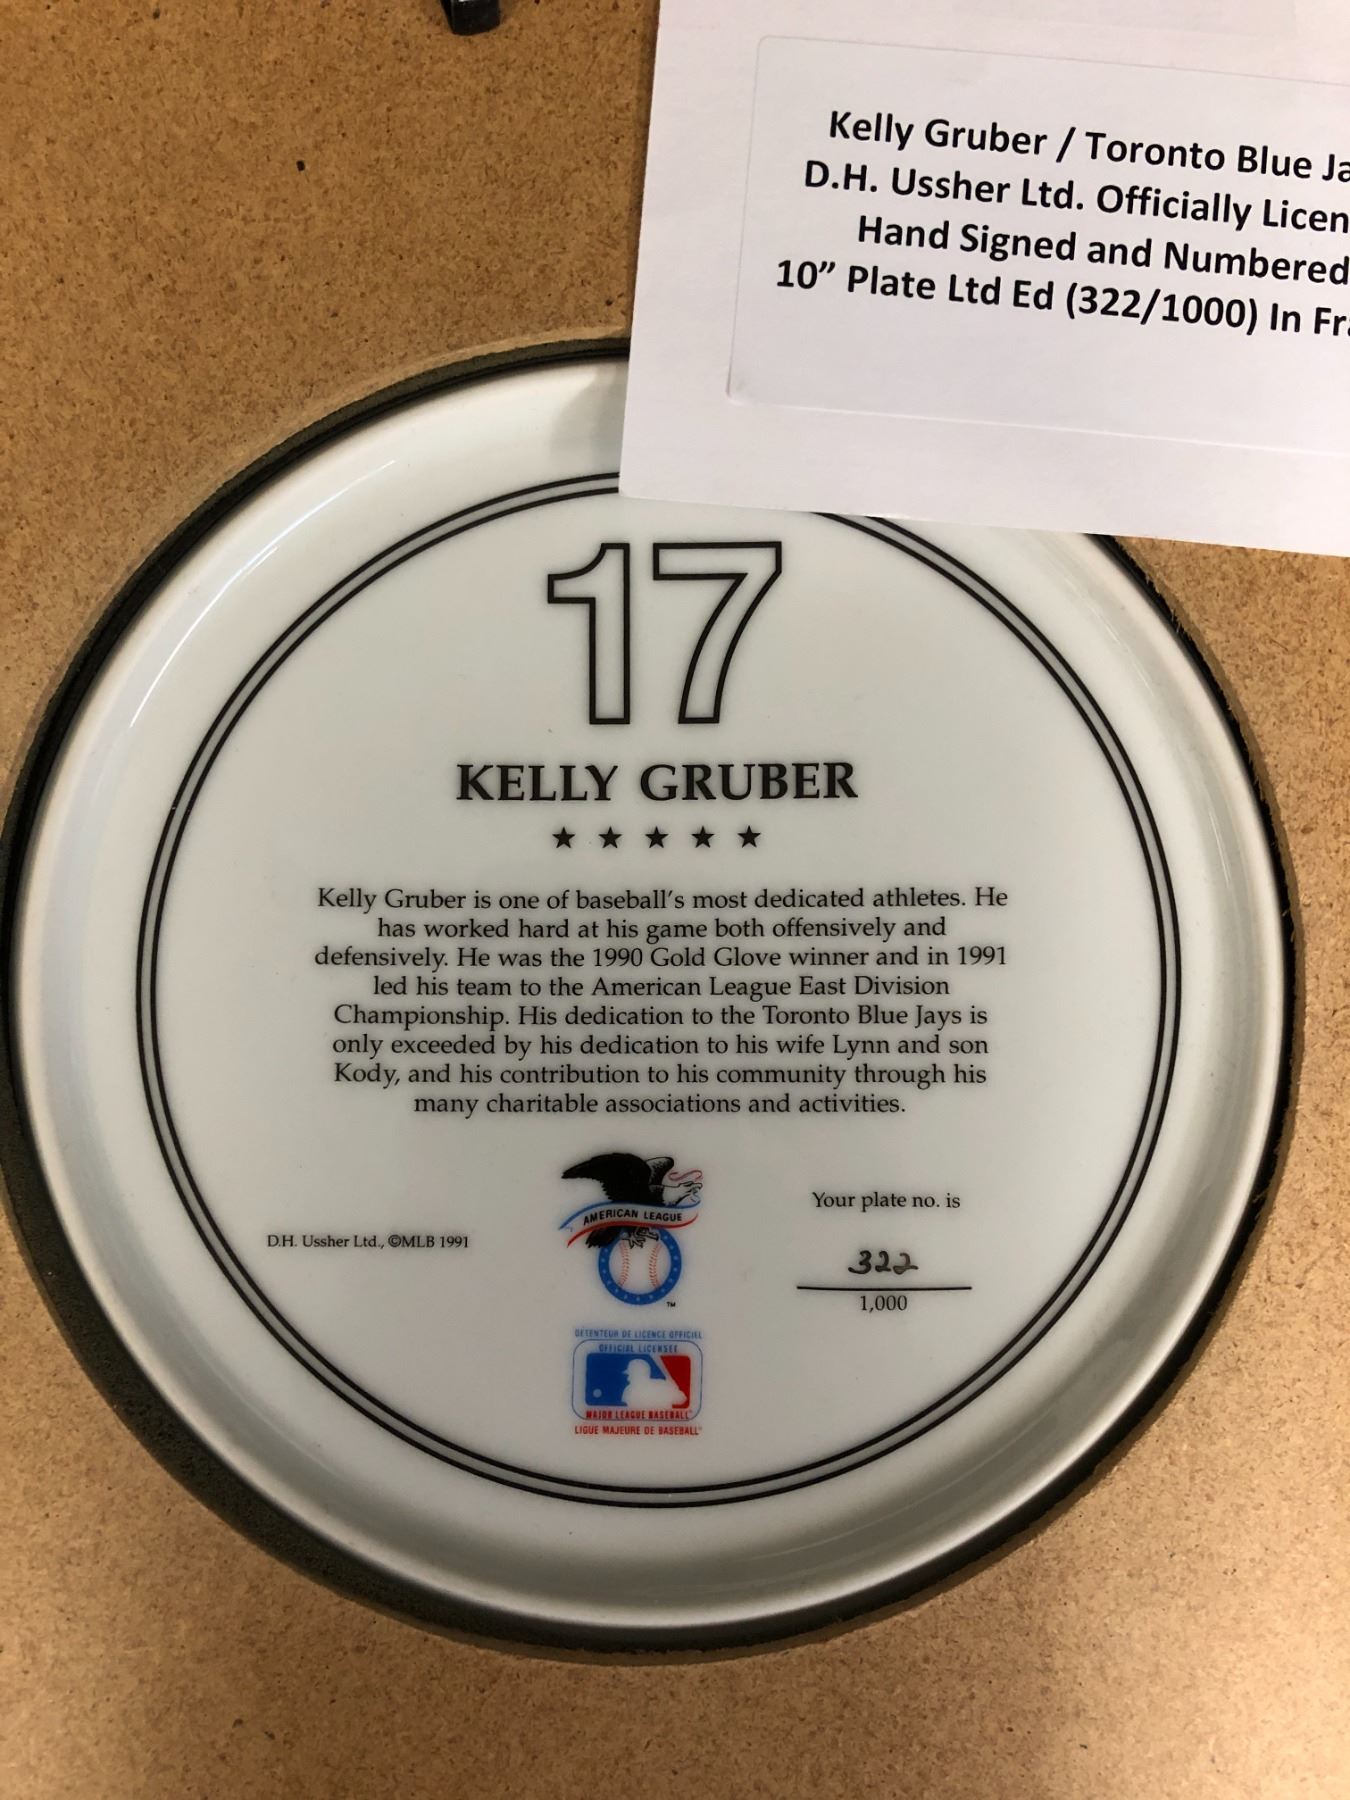 Kelly Gruber / Toronto Blue Ja
D.H. Ussher Ltd. Officially Licen
Hand Signed and Numbered
10” Plate Ltd Ed (322/1000) In Fra
17
KELLY GRUBER
★ ★ ★ ★ ★
Kelly Gruber is one of baseball's most dedicated athletes. He
has worked hard at his game both offensively and
defensively. He was the 1990 Gold Glove winner and in 1991
led his team to the American League East Division
Championship. His dedication to the Toronto Blue Jays is
only exceeded by his dedication to his wife Lynn and son
Kody, and his contribution to his community through his
many charitable associations and activities.
AMERICAN LEAGUE
TM
D.H. Ussher Ltd., ©MLB 1991
Your plate no. is
322
1,000
DÉTENTEUR DE LICENCE OFFICIEL
OFFICIAL LICENSEE
MAJOR LEAGUE BASEBALL
LIGUE MAJEURE DE BASEBALL